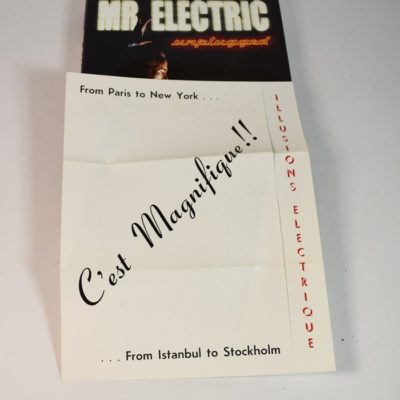 MR ELECTRIC
unplugged
From Paris to New York . . .
C'est Magnifique!!
ILLUSIONS ELECTRIQUE
. . . From Istanbul to Stockholm